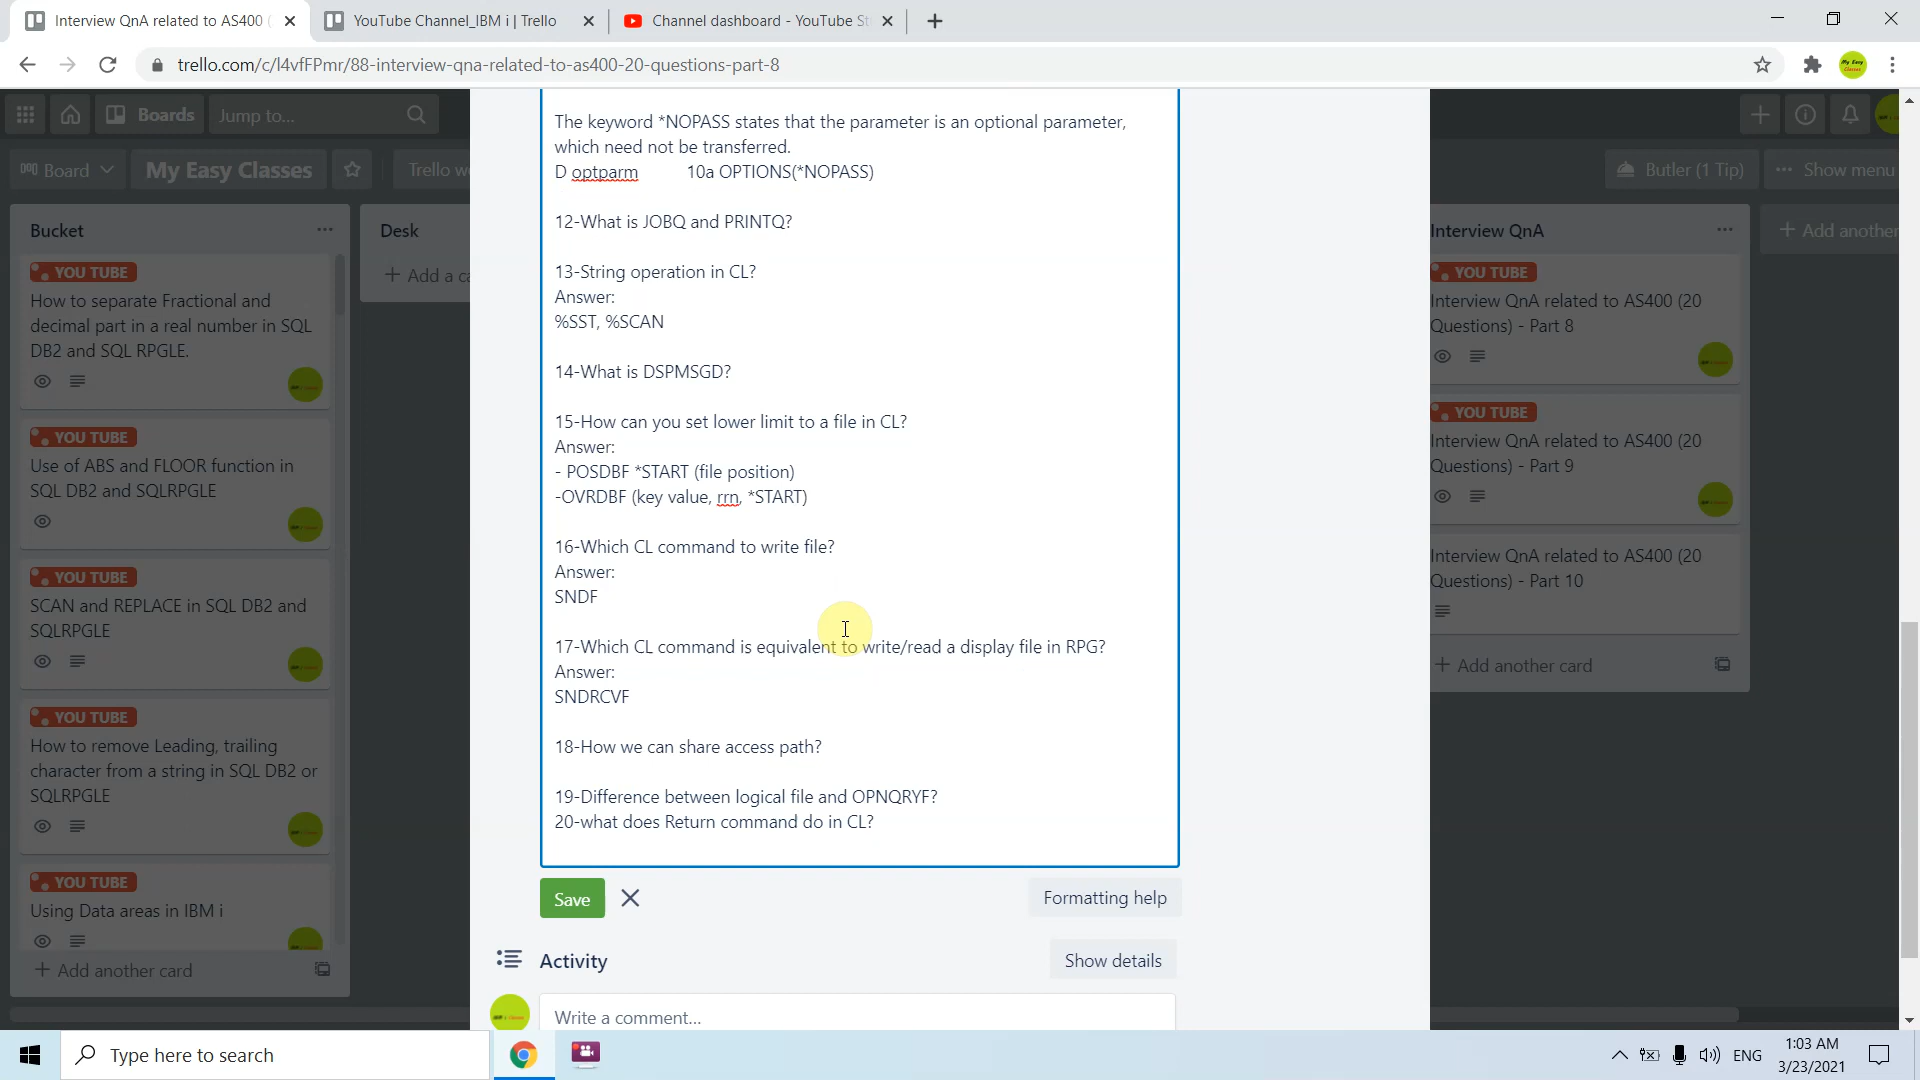 Interview QnA related to AS400 (
YouTube Channel_IBM i | Trello
Channel dashboard - YouTube St
trello.com/c/l4vfFPmr/88-interview-qna-related-to-as400-20-questions-part-8
Boards
Jump to...
Board
My Easy Classes
Trello w
Butler (1 Tip)
Show menu
Bucket
YOU TUBE
How to separate Fractional and
decimal part in a real number in SQL
DB2 and SQL RPGLE.
YOU TUBE
Use of ABS and FLOOR function in
SQL DB2 and SQLRPGLE
YOU TUBE
SCAN and REPLACE in SQL DB2 and
SQLRPGLE
YOU TUBE
How to remove Leading, trailing
character from a string in SQL DB2 or
SQLRPGLE
YOU TUBE
Using Data areas in IBM i
+ Add another card
Desk
+ Add a ca
The keyword *NOPASS states that the parameter is an optional parameter,
which need not be transferred.
D optparm 10a OPTIONS(*NOPASS)
12-What is JOBQ and PRINTQ?
13-String operation in CL?
Answer:
%SST, %SCAN
14-What is DSPMSGD?
15-How can you set lower limit to a file in CL?
Answer:
- POSDBF *START (file position)
-OVRDBF (key value, rrn, *START)
16-Which CL command to write file?
Answer:
SNDF
17-Which CL command is equivalent to write/read a display file in RPG?
Answer:
SNDRCVF
18-How we can share access path?
19-Difference between logical file and OPNQRYF?
20-what does Return command do in CL?
Save
Formatting help
Activity
Show details
Write a comment...
Interview QnA
+ Add another
YOU TUBE
Interview QnA related to AS400 (20
Questions) - Part 8
YOU TUBE
Interview QnA related to AS400 (20
Questions) - Part 9
Interview QnA related to AS400 (20
Questions) - Part 10
+ Add another card
Type here to search
ENG
1:03 AM
3/23/2021